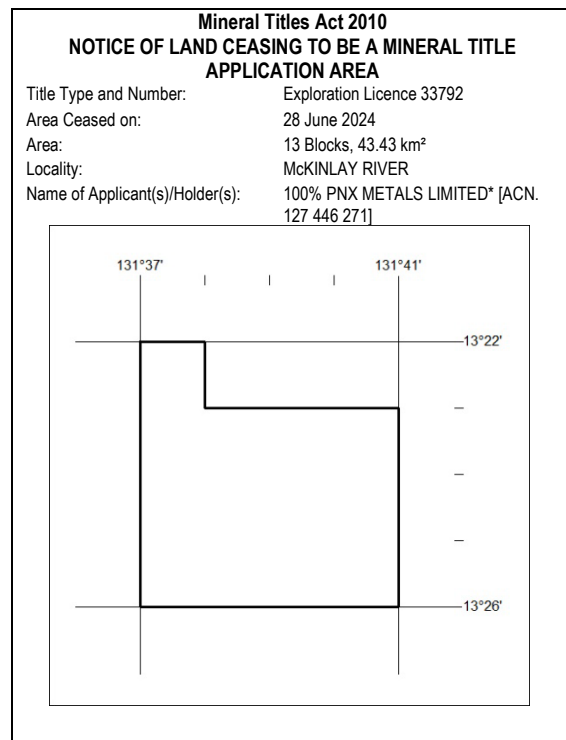 Mineral Titles Act 2010
NOTICE OF LAND CEASING TO BE A MINERAL TITLE
APPLICATION AREA
Title Type and Number: Exploration Licence 33792
Area Ceased on: 28 June 2024
Area: 13 Blocks, 43.43 km²
Locality: McKINLAY RIVER
Name of Applicant(s)/Holder(s): 100% PNX METALS LIMITED* [ACN.
127 446 271]
131°37' 131°41'
13°22'
13°26'